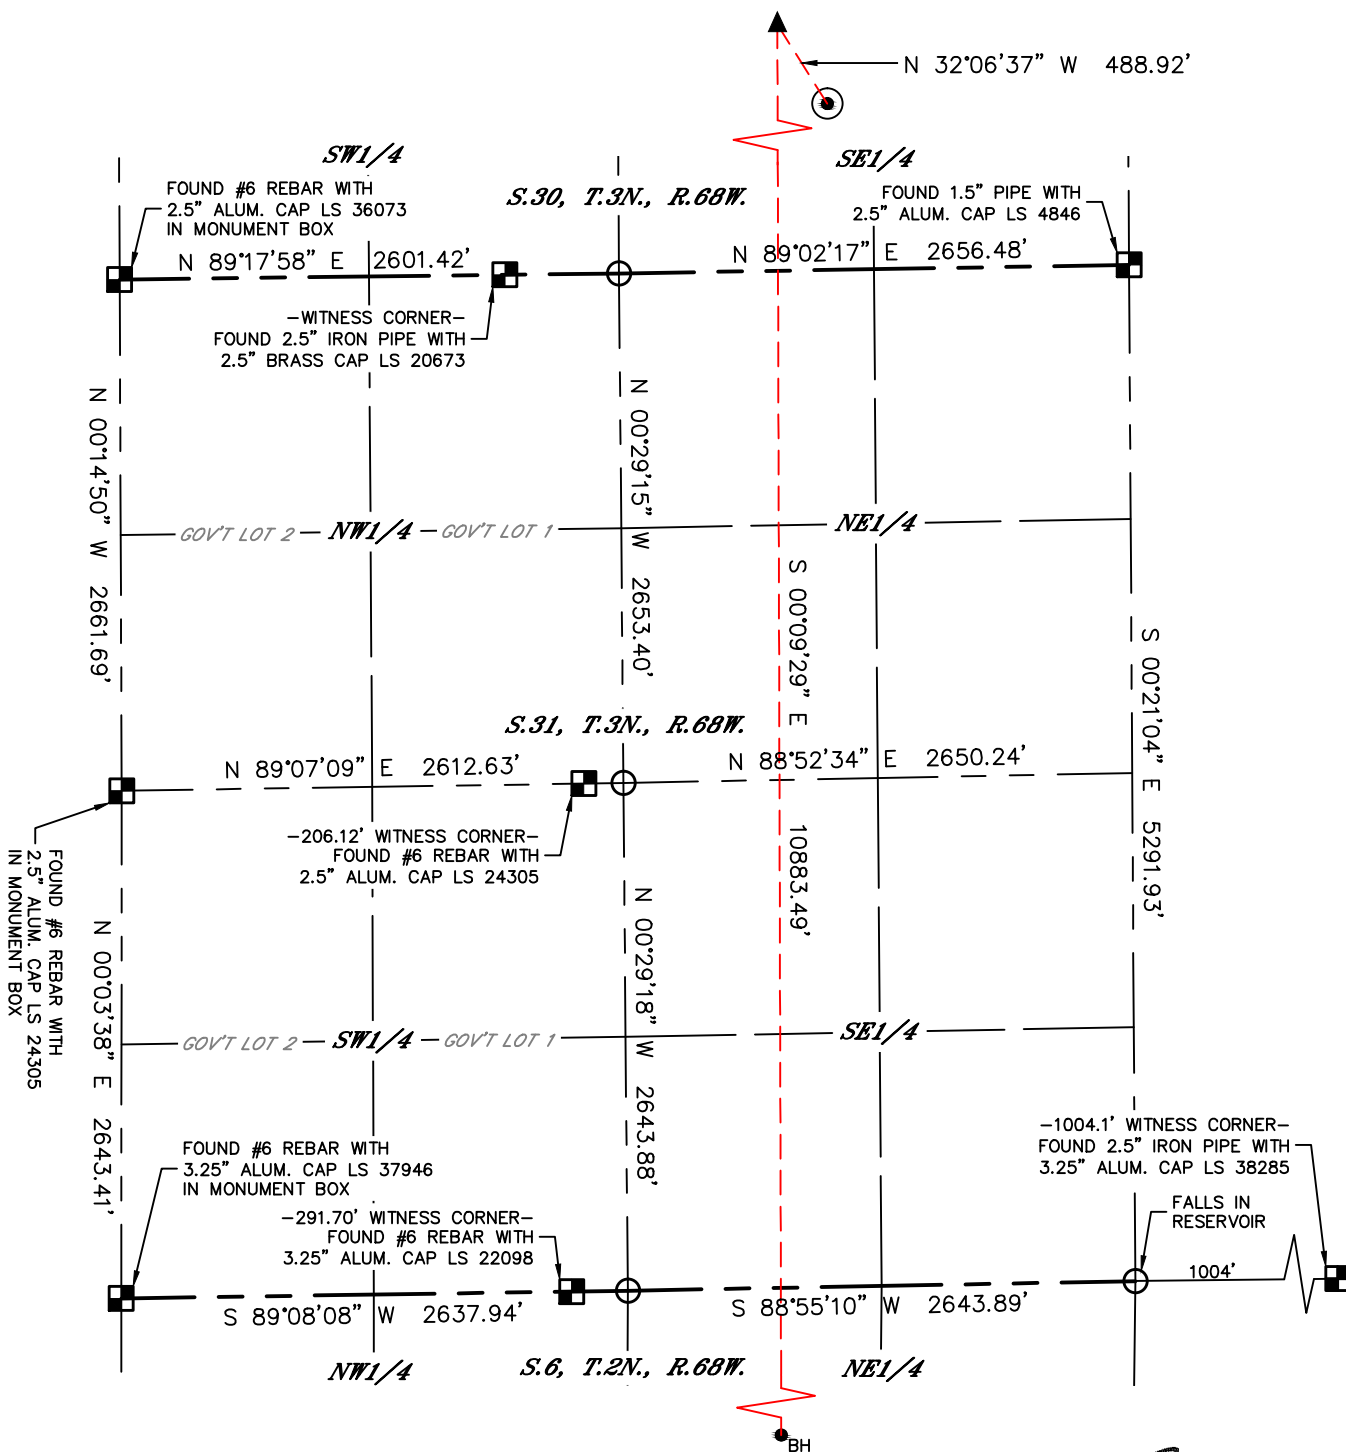 N 32°06'37" W 488.92'
SW1/4
SE1/4
FOUND #6 REBAR WITH
2.5" ALUM. CAP LS 36073
IN MONUMENT BOX
S.30, T.3N., R.68W.
FOUND 1.5" PIPE WITH
2.5" ALUM. CAP LS 4846
N 89°17'58" E 2601.42'
N 89°02'17" E 2656.48'
-WITNESS CORNER-
FOUND 2.5" IRON PIPE WITH
2.5" BRASS CAP LS 20673
N 00°14'50" W 2661.69'
N 00°29'15" W 2653.40'
GOV'T LOT 2
NW1/4
GOV'T LOT 1
NE1/4
S 00°09'29" E 10883.49'
S 00°21'04" E 5291.93'
S.31, T.3N., R.68W.
N 89°07'09" E 2612.63'
N 88°52'34" E 2650.24'
-206.12' WITNESS CORNER-
FOUND #6 REBAR WITH
2.5" ALUM. CAP LS 24305
FOUND #6 REBAR WITH
2.5" ALUM. CAP LS 24305
IN MONUMENT BOX
N 00°03'38" E 2643.41'
N 00°29'18" W 2643.88'
GOV'T LOT 2
SW1/4
GOV'T LOT 1
SE1/4
FOUND #6 REBAR WITH
3.25" ALUM. CAP LS 37946
IN MONUMENT BOX
-1004.1' WITNESS CORNER-
FOUND 2.5" IRON PIPE WITH
3.25" ALUM. CAP LS 38285
-291.70' WITNESS CORNER-
FOUND #6 REBAR WITH
3.25" ALUM. CAP LS 22098
FALLS IN
RESERVOIR
1004'
S 89°08'08" W 2637.94'
S 88°55'10" W 2643.89'
NW1/4
S.6, T.2N., R.68W.
NE1/4
BH